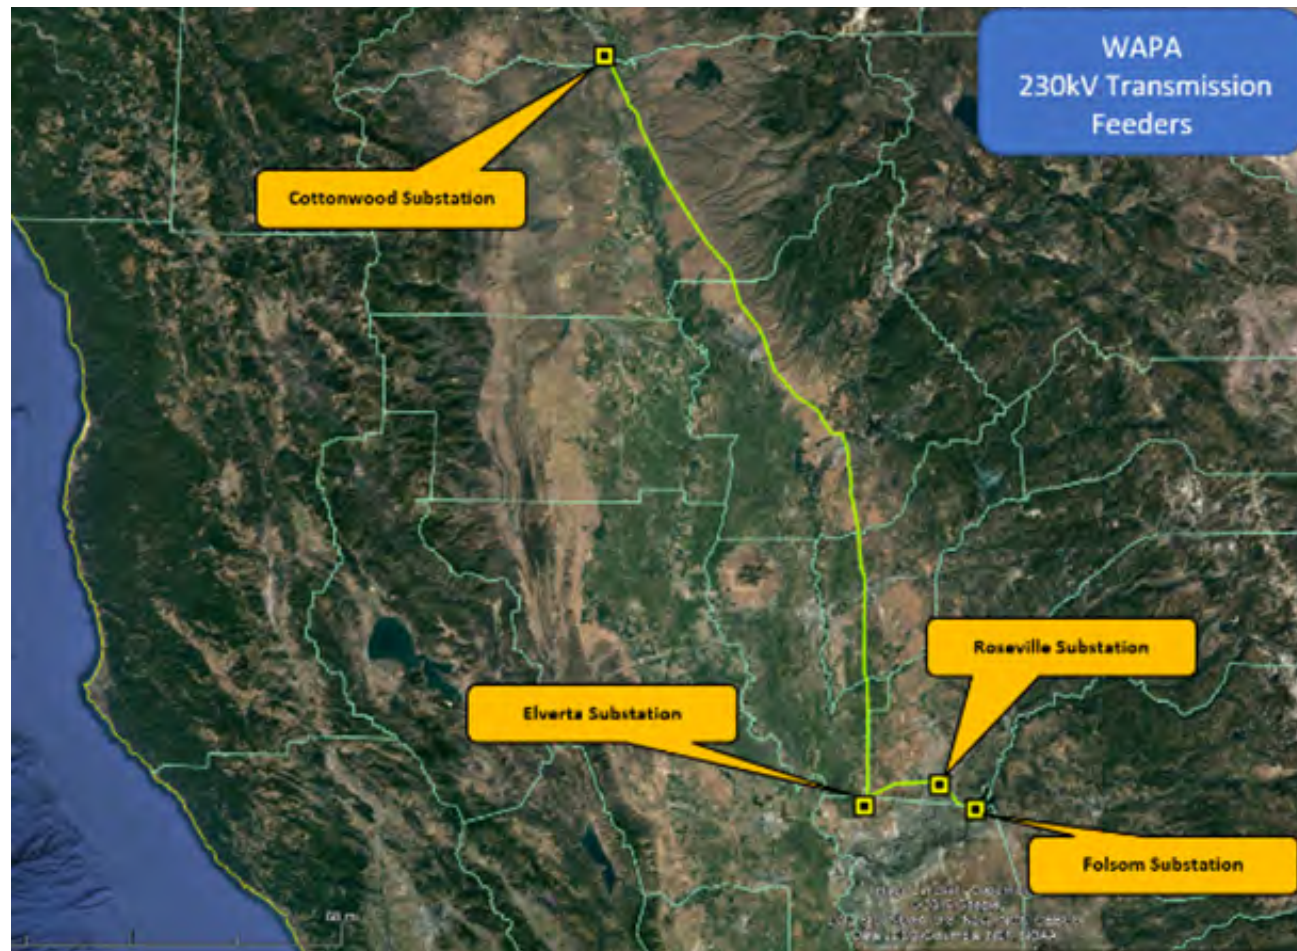 WAPA
230kV Transmission
Feeders
Cottonwood Substation
Roseville Substation
Elverta Substation
Folsom Substation